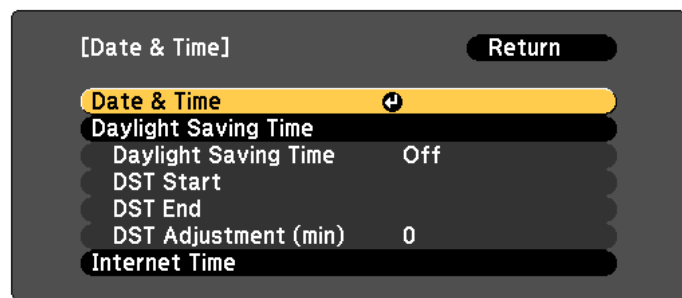 [Date & Time] Return
Date & Time
Daylight Saving Time
Daylight Saving Time Off
DST Start
DST End
DST Adjustment (min) 0
Internet Time